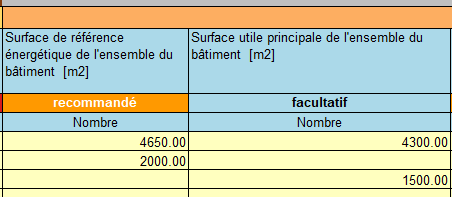 Surface de référence énergétique de l'ensemble du bâtiment  [m2]
Surface utile principale de l'ensemble du bâtiment  [m2]
recommandé
facultatif
Nombre
Nombre
4650.00
4300.00
2000.00
1500.00